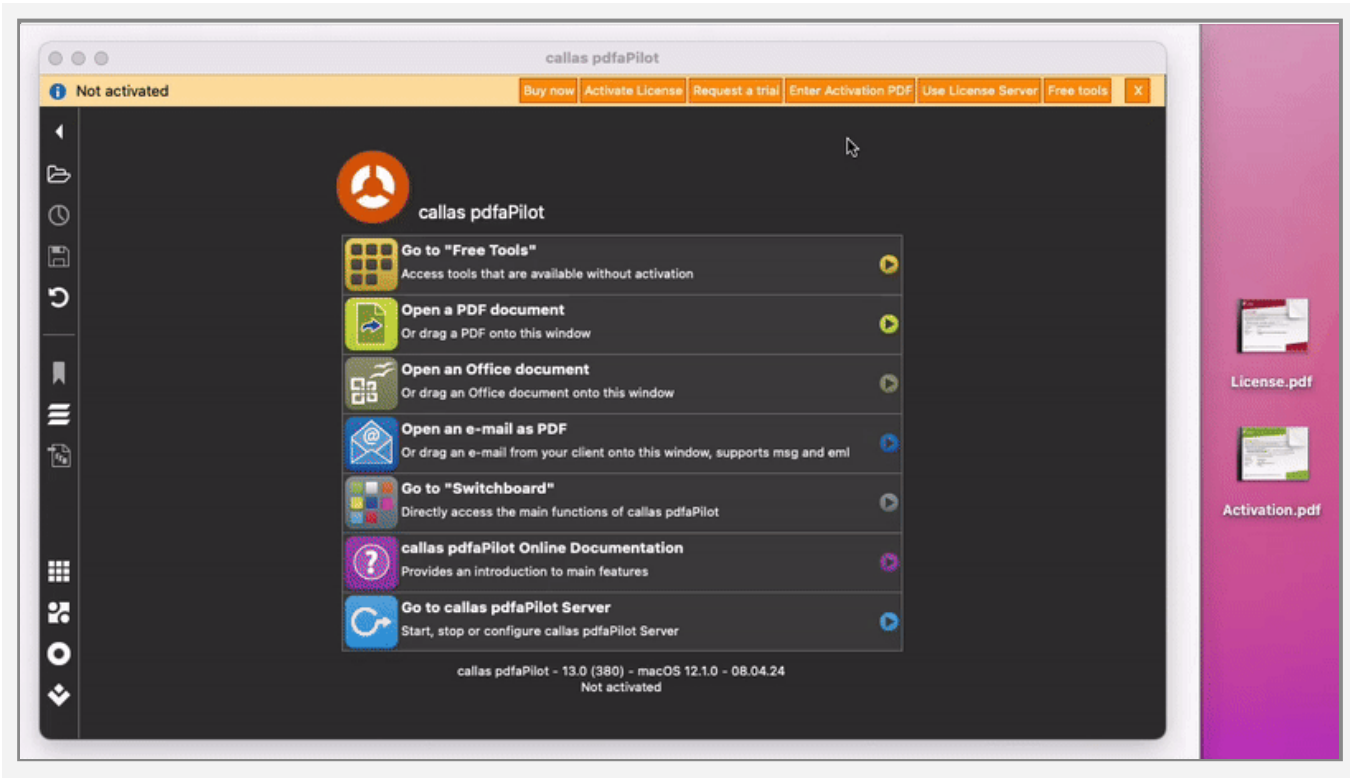 callas pdfaPilot
Not activated
Buy now
Activate License
Request a trial
Enter Activation PDF
Use License Server
Free tools
X
callas pdfaPilot
Go to "Free Tools"
Access tools that are available without activation
Open a PDF document
Or drag a PDF onto this window
Open an Office document
Or drag an Office document onto this window
Open an e-mail as PDF
Or drag an e-mail from your client onto this window, supports msg and eml
Go to "Switchboard"
Directly access the main functions of callas pdfaPilot
callas pdfaPilot Online Documentation
Provides an introduction to main features
Go to callas pdfaPilot Server
Start, stop or configure callas pdfaPilot Server
callas pdfaPilot - 13.0 (380) - macOS 12.1.0 - 08.04.24
Not activated
License.pdf
Activation.pdf